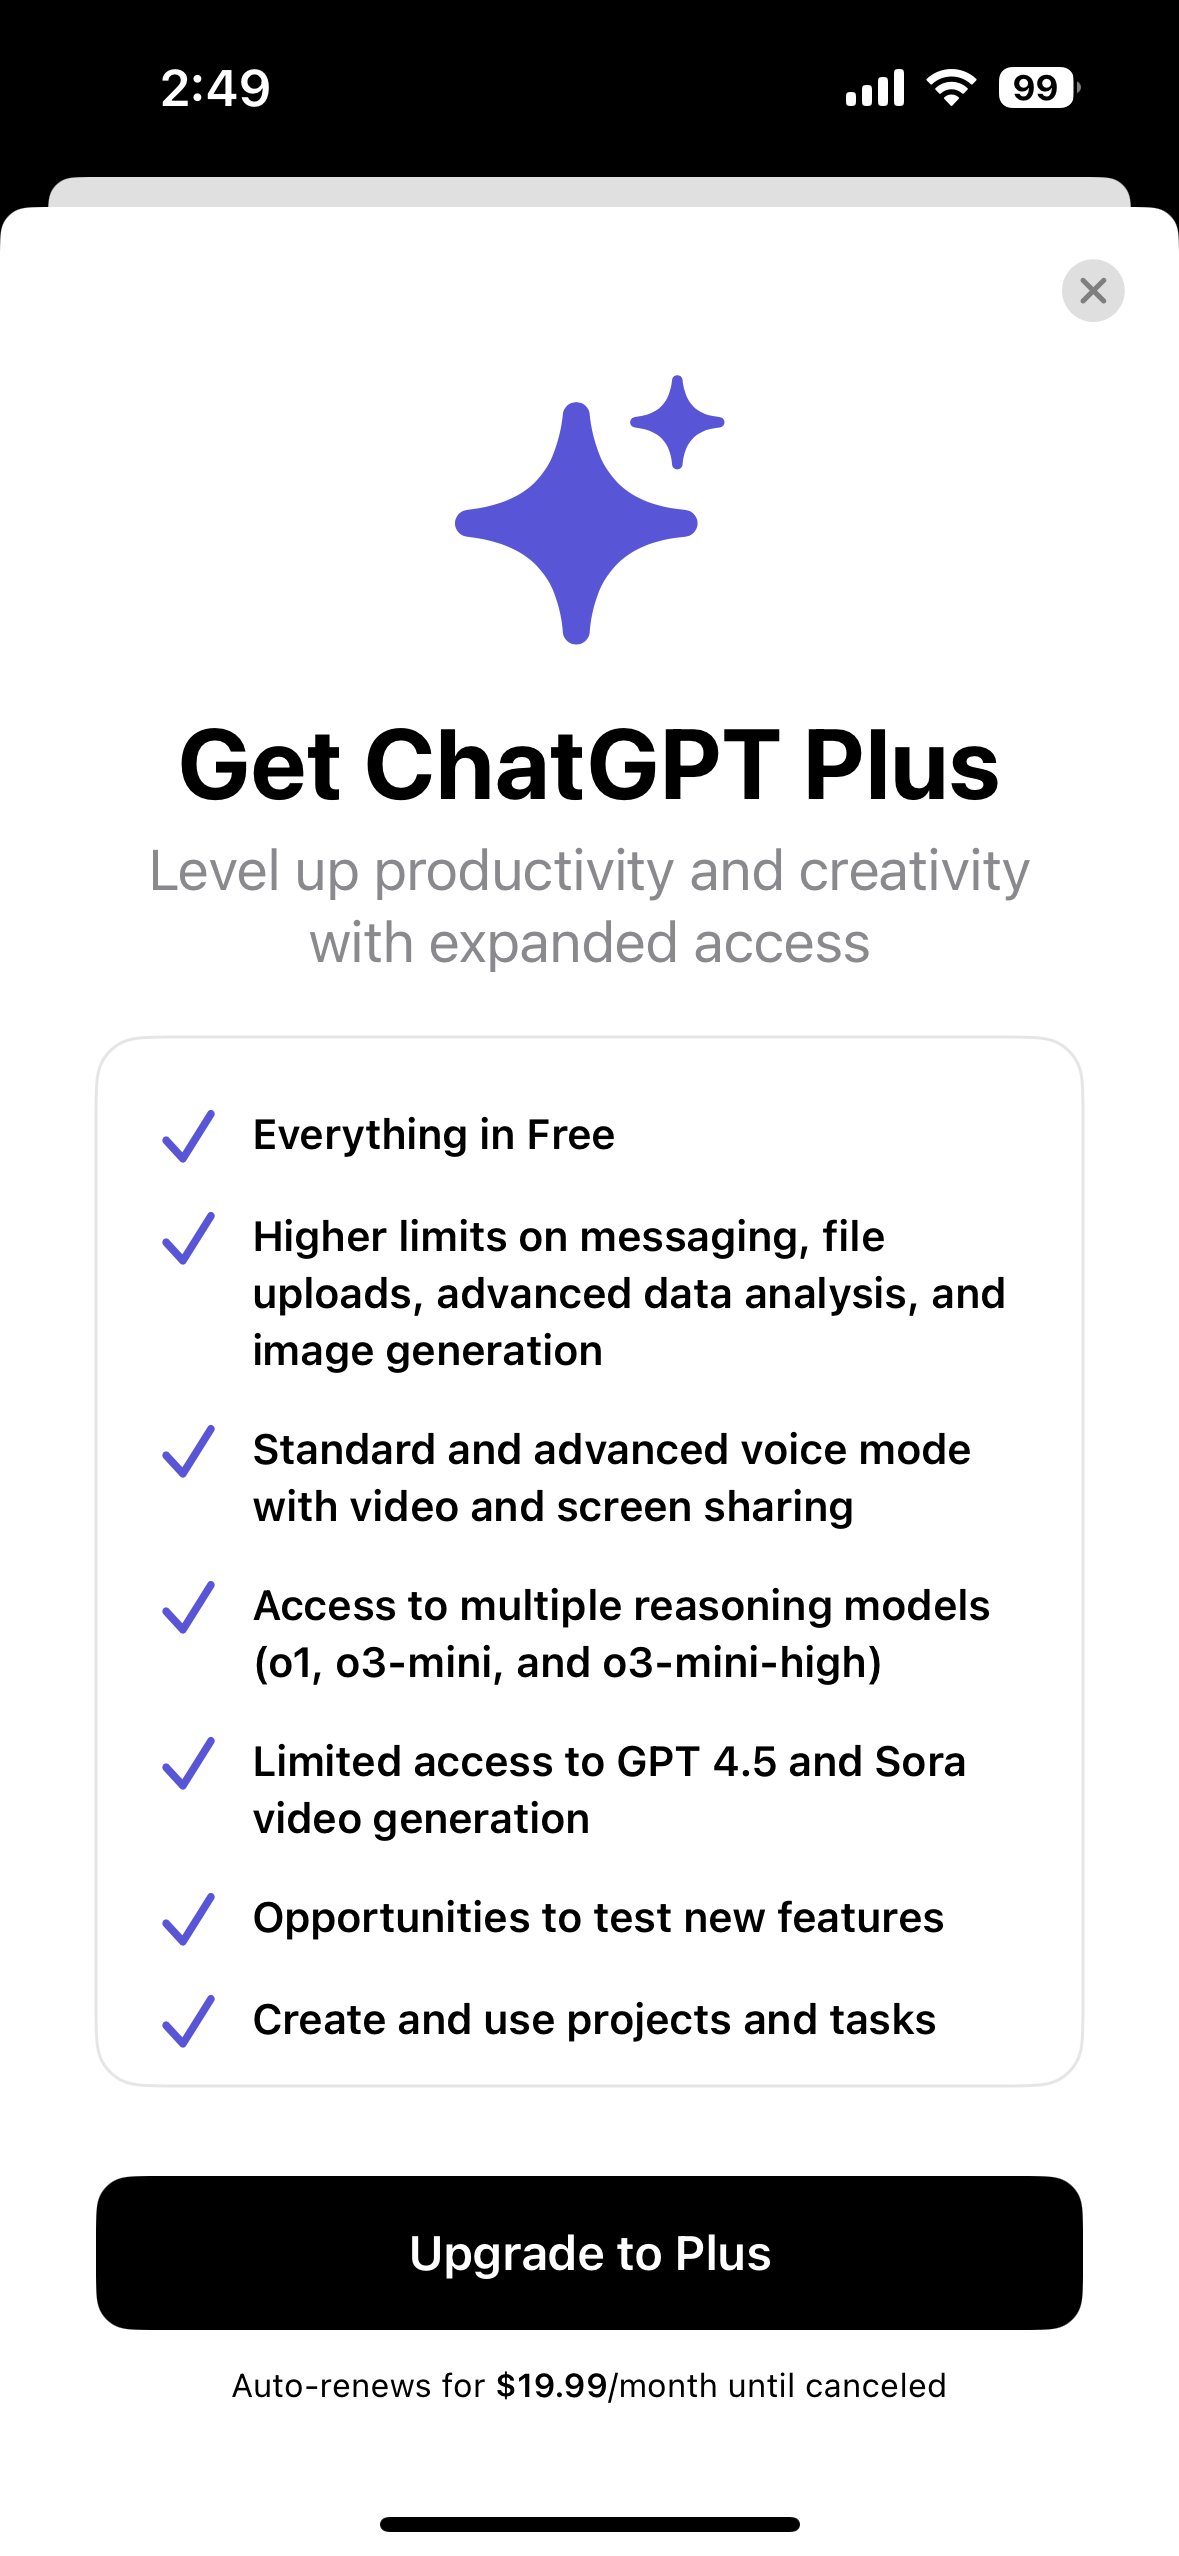 2:49
99
Get ChatGPT Plus
Level up productivity and creativity
with expanded access
Everything in Free
Higher limits on messaging, file
uploads, advanced data analysis, and
image generation
Standard and advanced voice mode
with video and screen sharing
Access to multiple reasoning models
(o1, o3-mini, and o3-mini-high)
Limited access to GPT 4.5 and Sora
video generation
Opportunities to test new features
Create and use projects and tasks
Upgrade to Plus
Auto-renews for $19.99/month until canceled